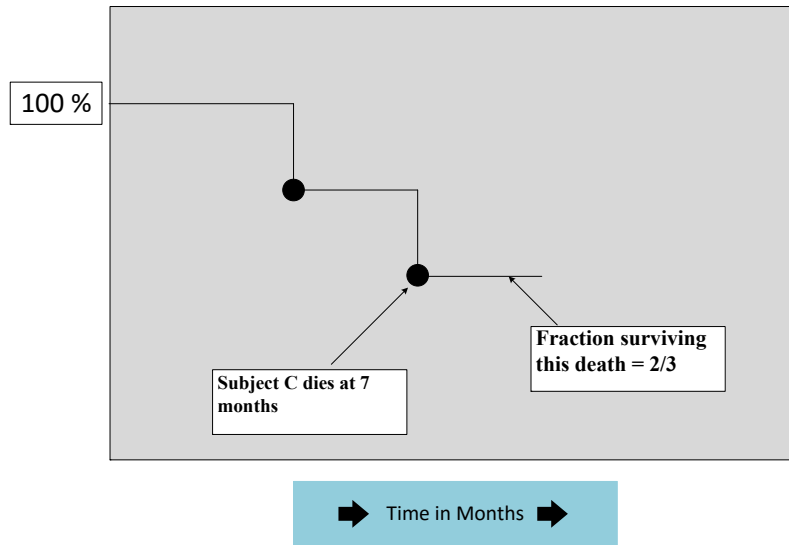 100 %
Fraction surviving
this death = 2/3
Subject C dies at 7
months
Time in Months